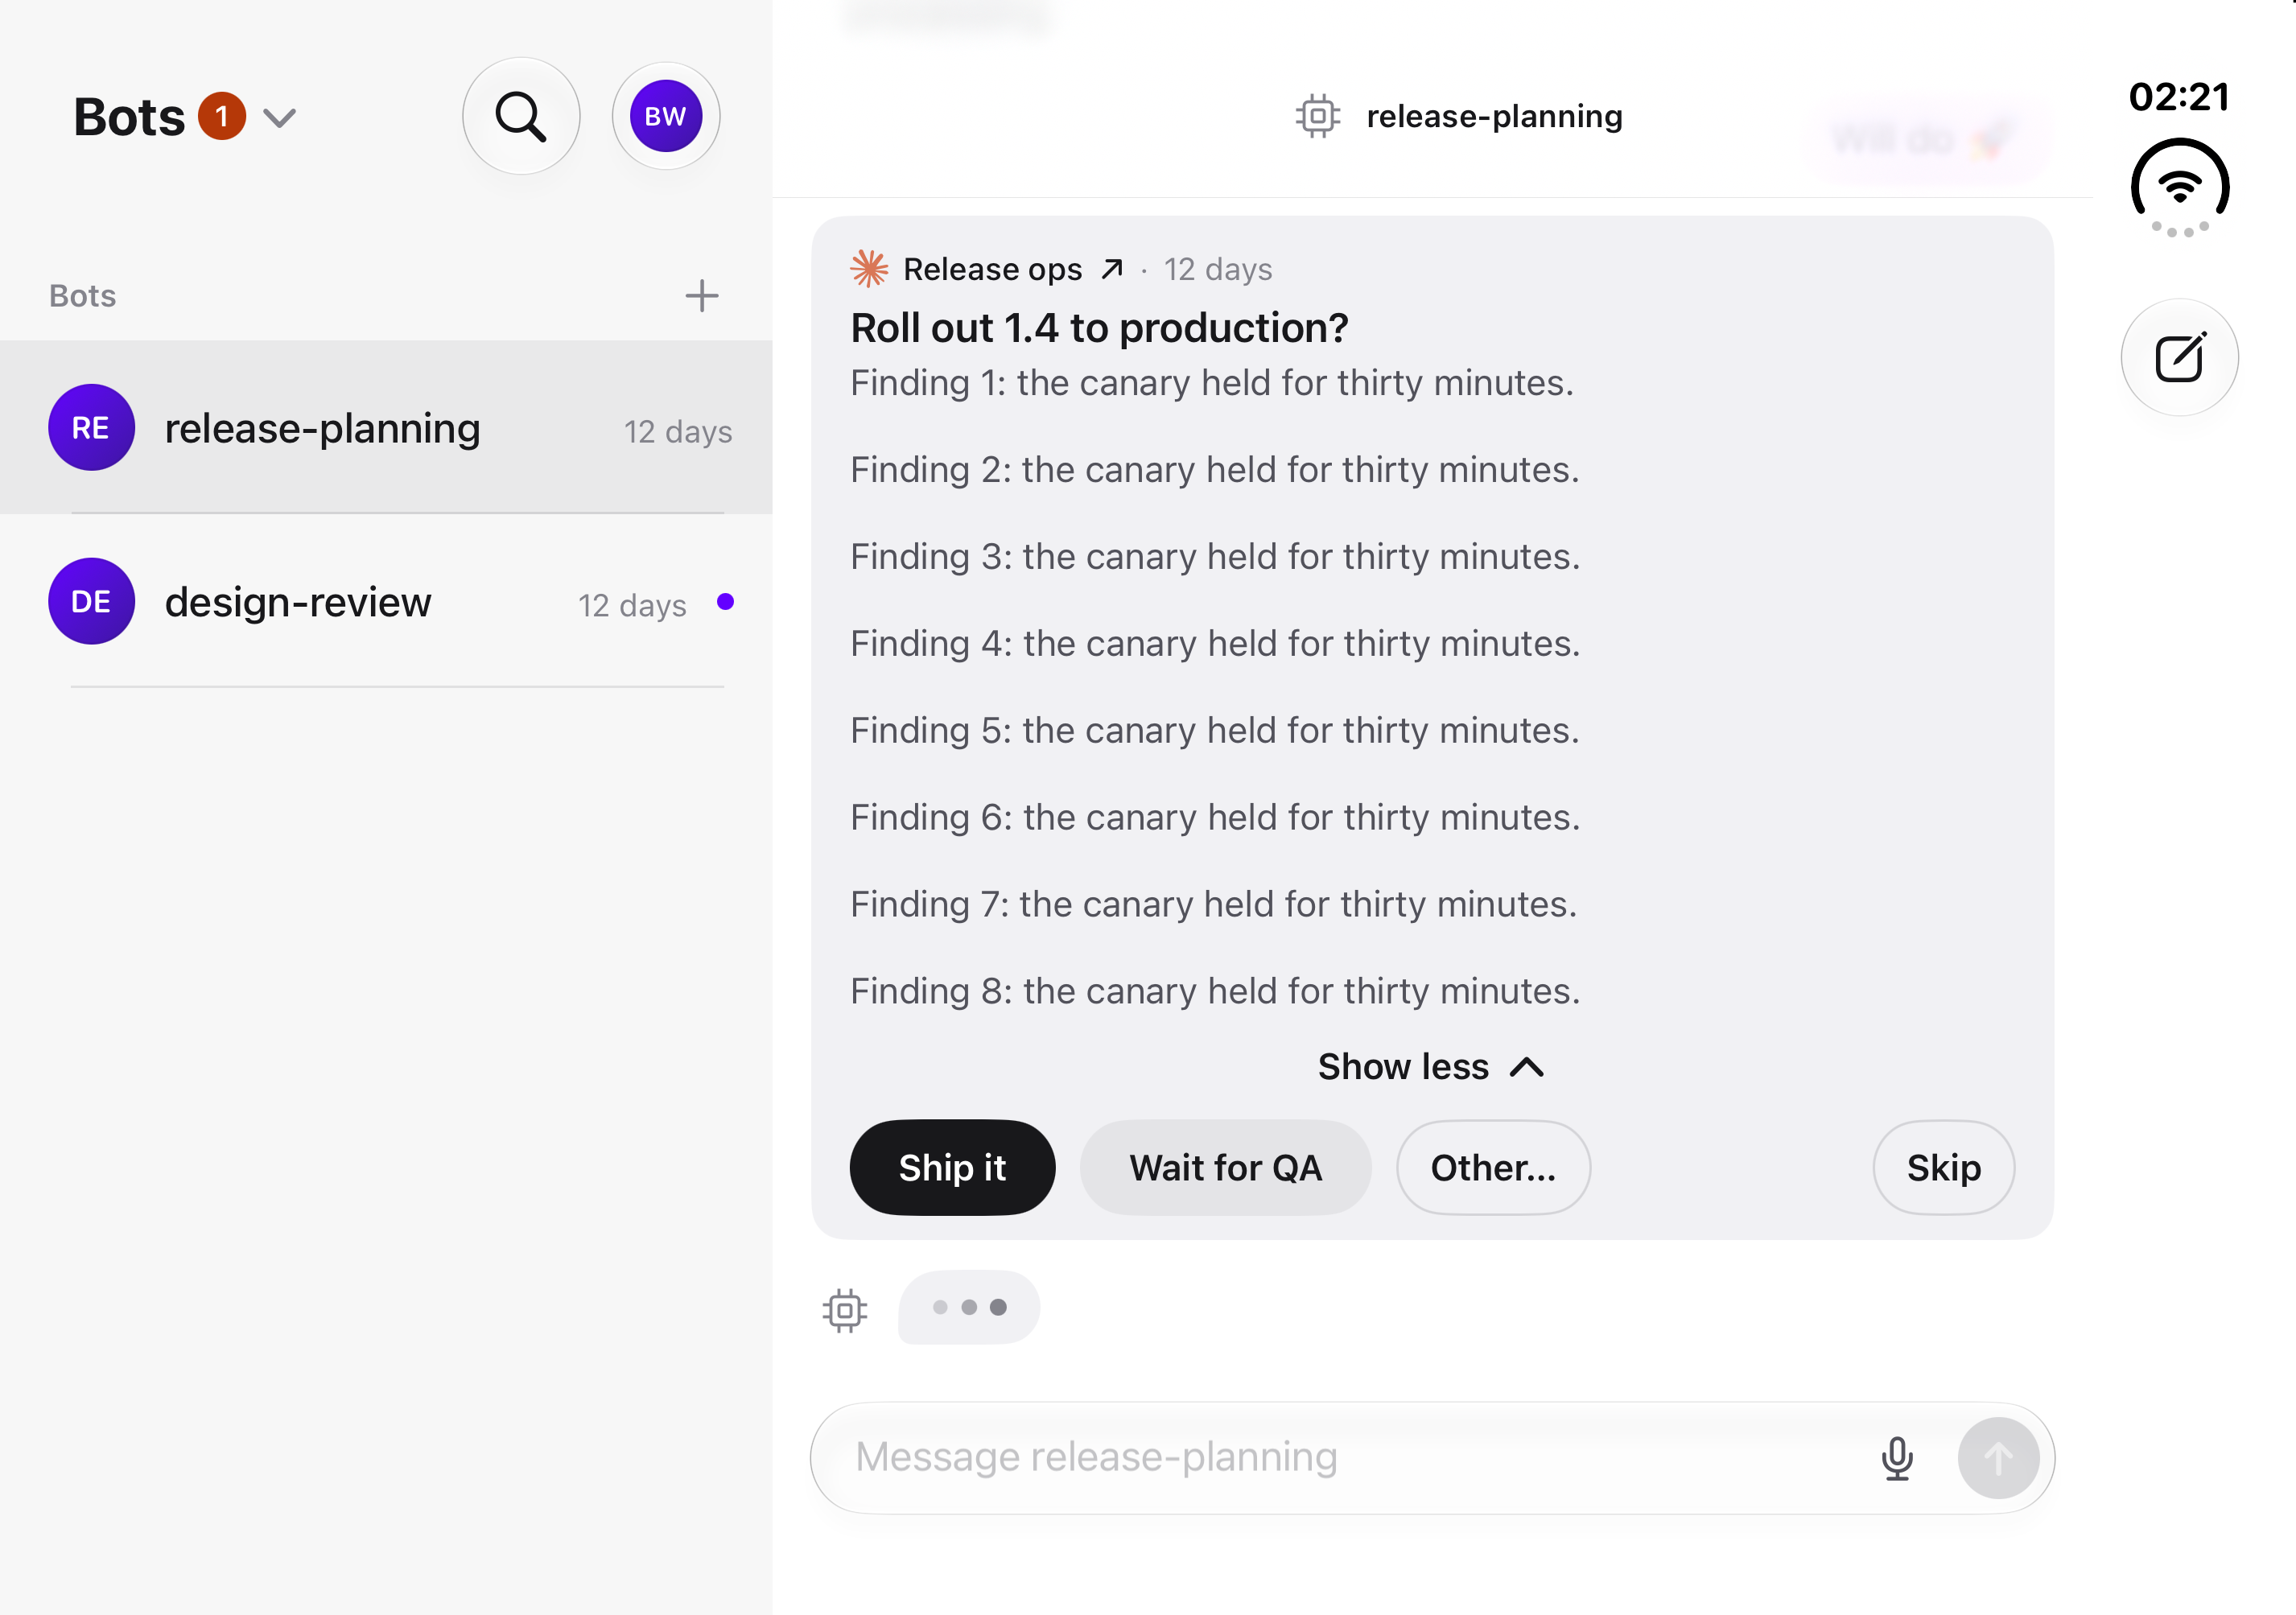 Bots 1
BW
Bots
RE release-planning 12 days
DE design-review 12 days
release-planning
Will do 🚀
02:21
Release ops · 12 days
Roll out 1.4 to production?
Finding 1: the canary held for thirty minutes.
Finding 2: the canary held for thirty minutes.
Finding 3: the canary held for thirty minutes.
Finding 4: the canary held for thirty minutes.
Finding 5: the canary held for thirty minutes.
Finding 6: the canary held for thirty minutes.
Finding 7: the canary held for thirty minutes.
Finding 8: the canary held for thirty minutes.
Show less
Ship it Wait for QA Other... Skip
Message release-planning